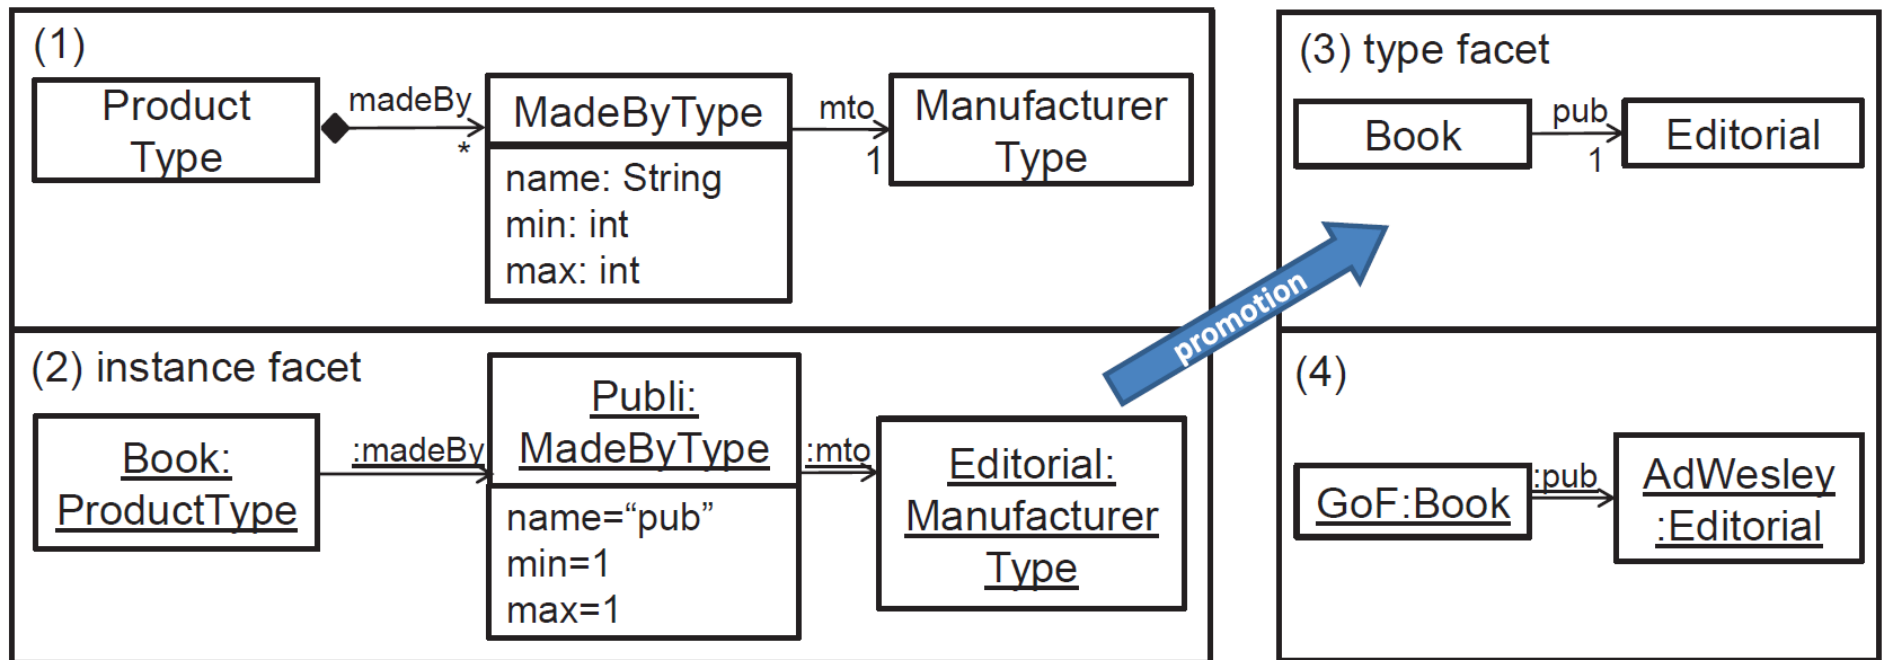 (1)
Product
Type
madeBy
*
MadeByType
name: String
min: int
max: int
mto
1
Manufacturer
Type
(2) instance facet
Book:
ProductType
:madeBy
Publi:
MadeByType
name=“pub”
min=1
max=1
:mto
Editorial:
Manufacturer
Type
promotion
(3) type facet
Book
pub
1
Editorial
(4)
GoF:Book
:pub
AdWesley
:Editorial